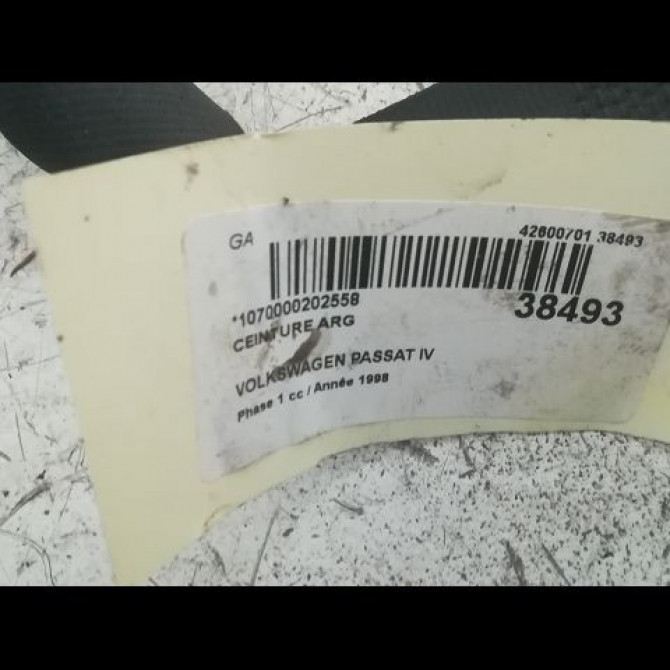 GA 42600701 38493
*1070000202558 38493
CEINTURE ARG
VOLKSWAGEN PASSAT IV
Phase 1 cc / Année 1998